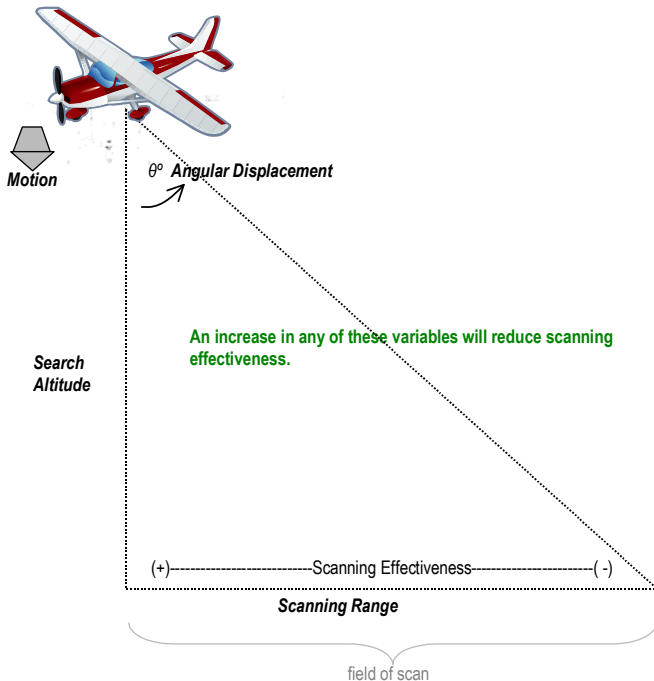 Motion
θº Angular Displacement
An increase in any of these variables will reduce scanning
effectiveness.
Search
Altitude
(+)----------------------------Scanning Effectiveness------------------------( -)
Scanning Range
field of scan